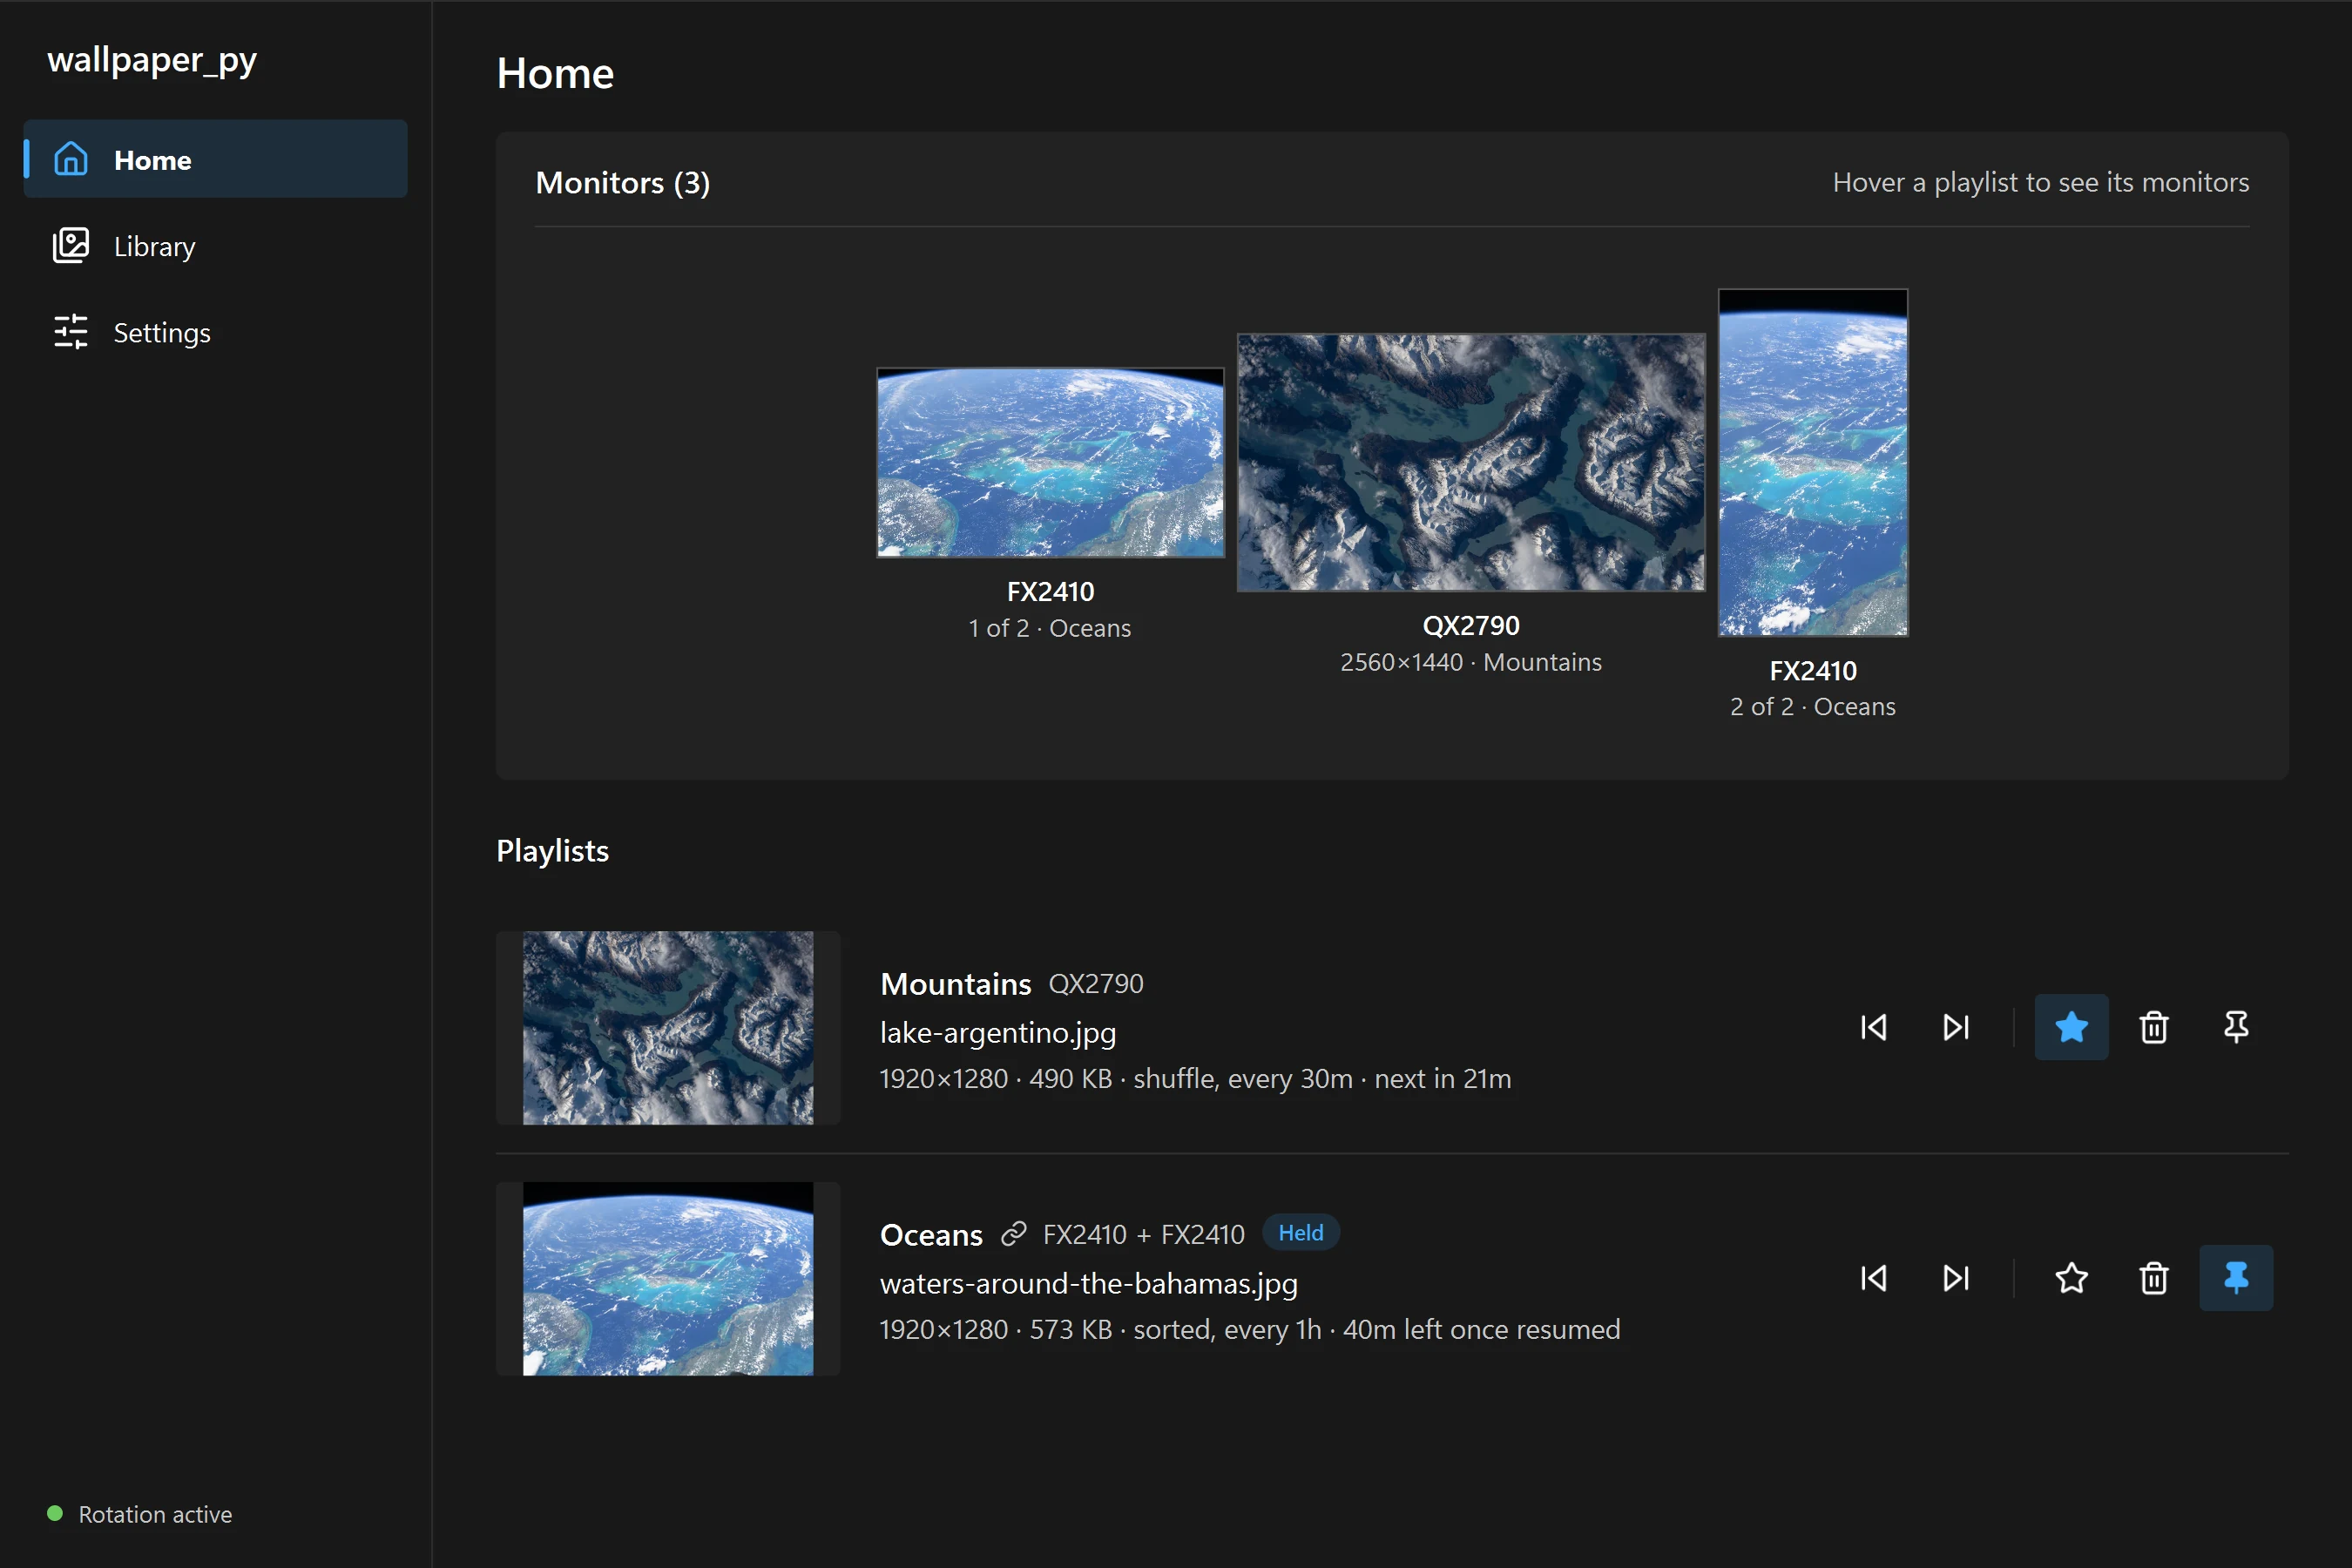 wallpaper_py
Home
Library
Settings
Rotation active
Home
Monitors (3)
Hover a playlist to see its monitors
FX2410
1 of 2 · Oceans
QX2790
2560×1440 · Mountains
FX2410
2 of 2 · Oceans
Playlists
Mountains QX2790
lake-argentino.jpg
1920×1280 · 490 KB · shuffle, every 30m · next in 21m
Oceans FX2410 + FX2410 Held
waters-around-the-bahamas.jpg
1920×1280 · 573 KB · sorted, every 1h · 40m left once resumed